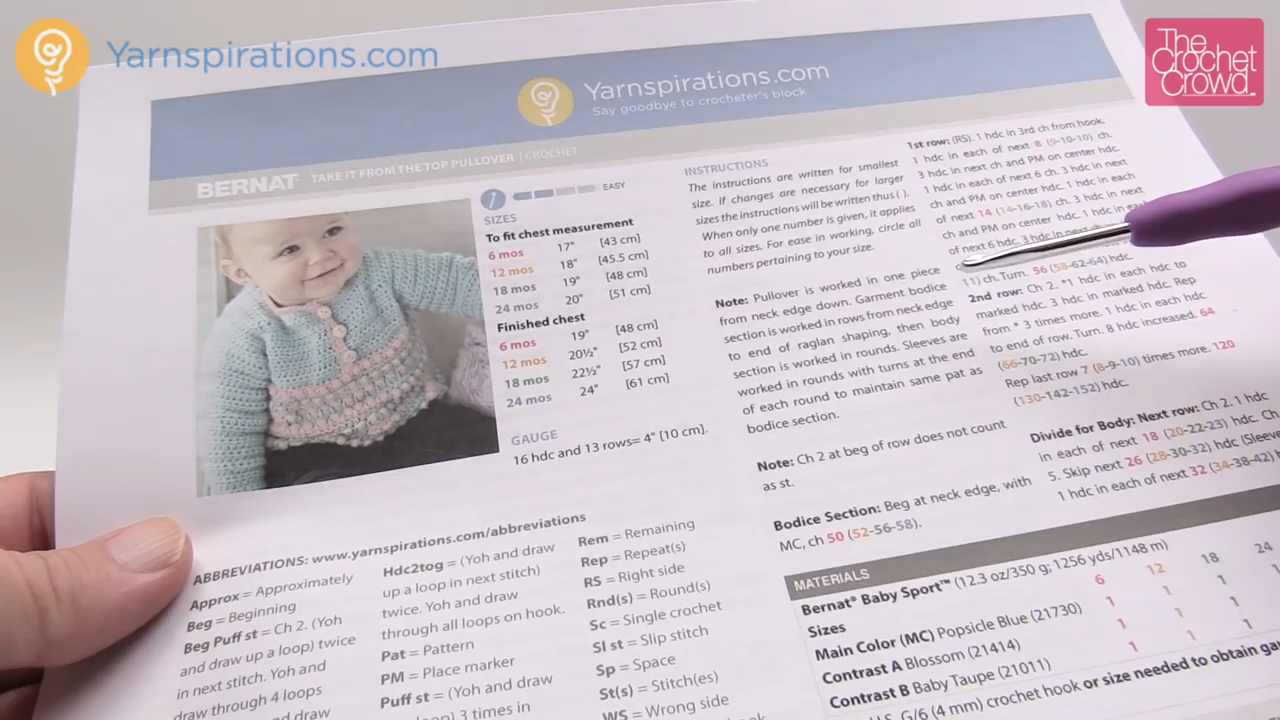 Yarnspirations.com
The
Crochet
Crowd
Yarnspirations.com
Say goodbye to crocheter's block
BERNAT TAKE IT FROM THE TOP PULLOVER | CROCHET
EASY
SIZES
To fit chest measurement
6 mos 17" [43 cm]
12 mos 18" [45.5 cm]
18 mos 19" [48 cm]
24 mos 20" [51 cm]
Finished chest
6 mos 19" [48 cm]
12 mos 20½" [52 cm]
18 mos 22½" [57 cm]
24 mos 24" [61 cm]
GAUGE
16 hdc and 13 rows= 4" [10 cm].
INSTRUCTIONS
The instructions are written for smallest
size. If changes are necessary for larger
sizes the instructions will be written thus ( ).
When only one number is given, it applies
to all sizes. For ease in working, circle all
numbers pertaining to your size.
Note: Pullover is worked in one piece
from neck edge down. Garment bodice
section is worked in rows from neck edge
to end of raglan shaping, then body
section is worked in rounds. Sleeves are
worked in rounds with turns at the end
of each round to maintain same pat as
bodice section.
Note: Ch 2 at beg of row does not count
as st.
Bodice Section: Beg at neck edge, with
MC, ch 50 (52-56-58).
1st row: (RS). 1 hdc in 3rd ch from hook.
1 hdc in each of next 8 (9-10-10) ch.
3 hdc in next ch and PM on center hdc.
1 hdc in each of next 6 ch. 3 hdc in next
ch and PM on center hdc. 1 hdc in each
of next 14 (14-16-18) ch. 3 hdc in next
ch and PM on center hdc. 1 hdc in each
of next 6 hdc. 3 hdc in next
11) ch. Turn. 56 (58-62-64) hdc.
2nd row: Ch 2. *1 hdc in each hdc to
marked hdc. 3 hdc in marked hdc. Rep
from * 3 times more. 1 hdc in each hdc
to end of row. Turn. 8 hdc increased. 64
(66-70-72) hdc.
Rep last row 7 (8-9-10) times more. 120
(130-142-152) hdc.
Divide for Body: Next row: Ch 2. 1 hdc
in each of next 18 (20-22-23) hdc. Ch
5. Skip next 26 (28-30-32) hdc (Sleeve
1 hdc in each of next 32 (34-38-42)
ABBREVIATIONS: www.yarnspirations.com/abbreviations
Approx = Approximately
Beg = Beginning
Beg Puff st = Ch 2. (Yoh
and draw up a loop) twice
in next stitch. Yoh and
draw through 4 loops
draw
Hdc2tog = (Yoh and draw
up a loop in next stitch)
twice. Yoh and draw
through all loops on hook.
Pat = Pattern
PM = Place marker
Puff st = (Yoh and draw
loop) 3 times in
Rem = Remaining
Rep = Repeat(s)
RS = Right side
Rnd(s) = Round(s)
Sc = Single crochet
Sl st = Slip stitch
Sp = Space
St(s) = Stitch(es)
WS = Wrong side
MATERIALS
Bernat® Baby Sport™ (12.3 oz/350 g; 1256 yds/1148 m)
Sizes 6 12 18 24
Main Color (MC) Popsicle Blue (21730) 1 1 1 1
Contrast A Blossom (21414) 1 1 1
Contrast B Baby Taupe (21011) 1 1 1
U.S. G/6 (4 mm) crochet hook or size needed to obtain